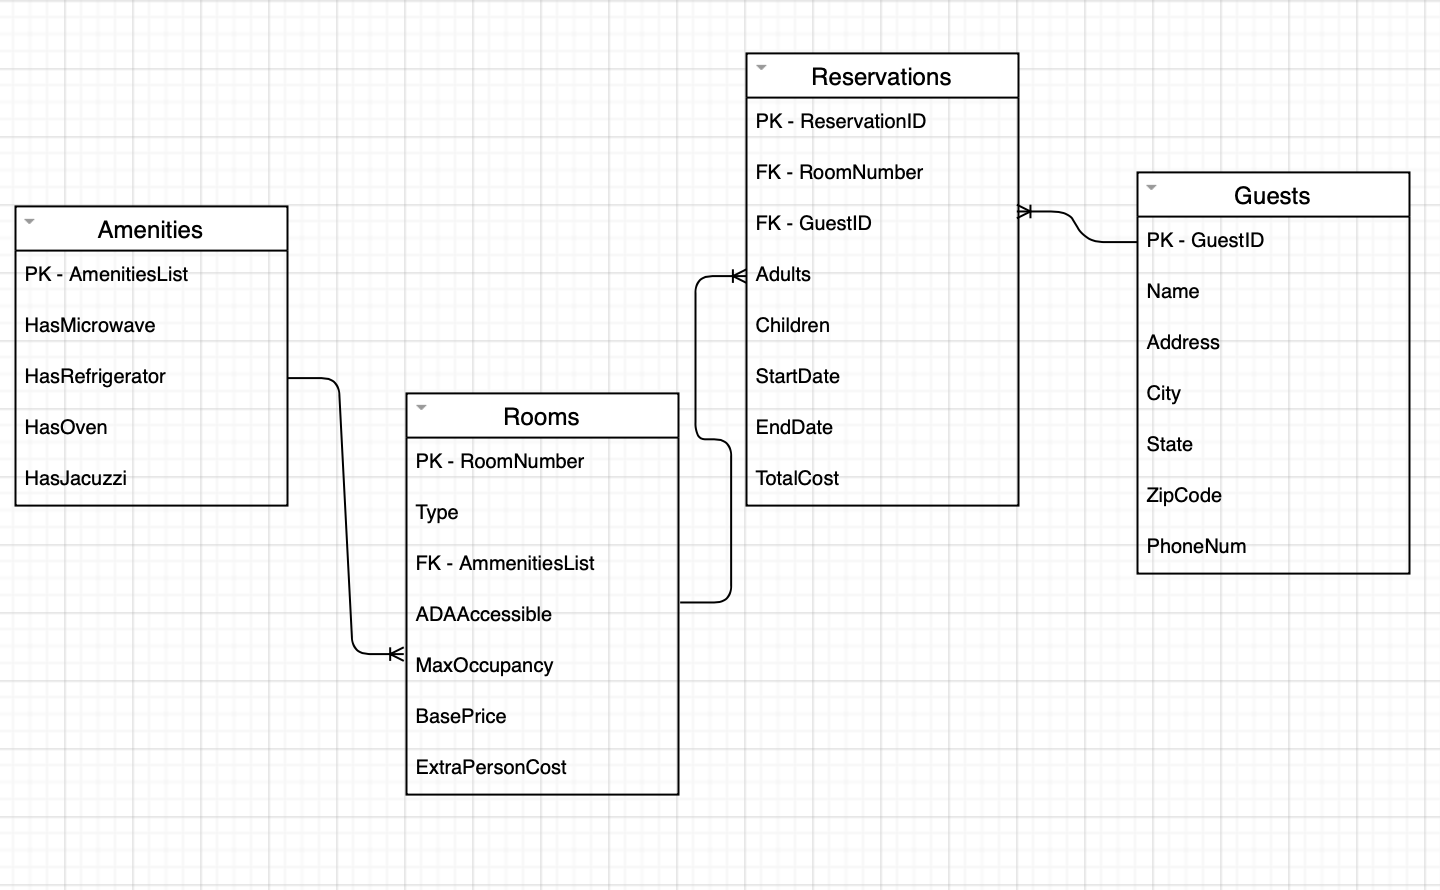 Amenities
PK - AmenitiesList
HasMicrowave
HasRefrigerator
HasOven
HasJacuzzi
Rooms
PK - RoomNumber
Type
FK - AmmenitiesList
ADAAccessible
MaxOccupancy
BasePrice
ExtraPersonCost
Reservations
PK - ReservationID
FK - RoomNumber
FK - GuestID
Adults
Children
StartDate
EndDate
TotalCost
Guests
PK - GuestID
Name
Address
City
State
ZipCode
PhoneNum